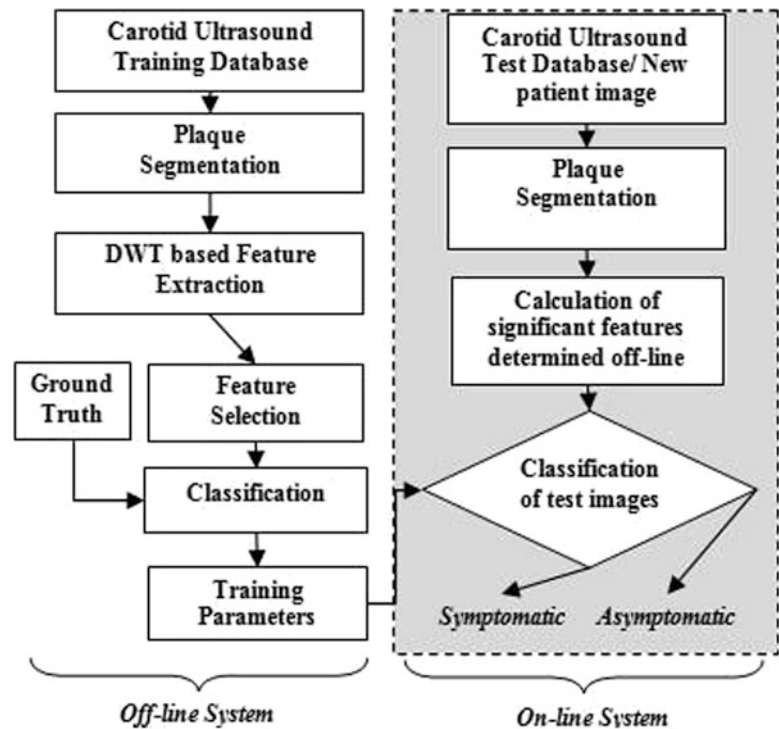 Carotid Ultrasound
Training Database
Plaque
Segmentation
DWT based Feature
Extraction
Ground
Truth
Feature
Selection
Classification
Training
Parameters
Off-line System
Carotid Ultrasound
Test Database/ New
patient image
Plaque
Segmentation
Calculation of
significant features
determined off-line
Classification
of test images
Symptomatic
Asymptomatic
On-line System